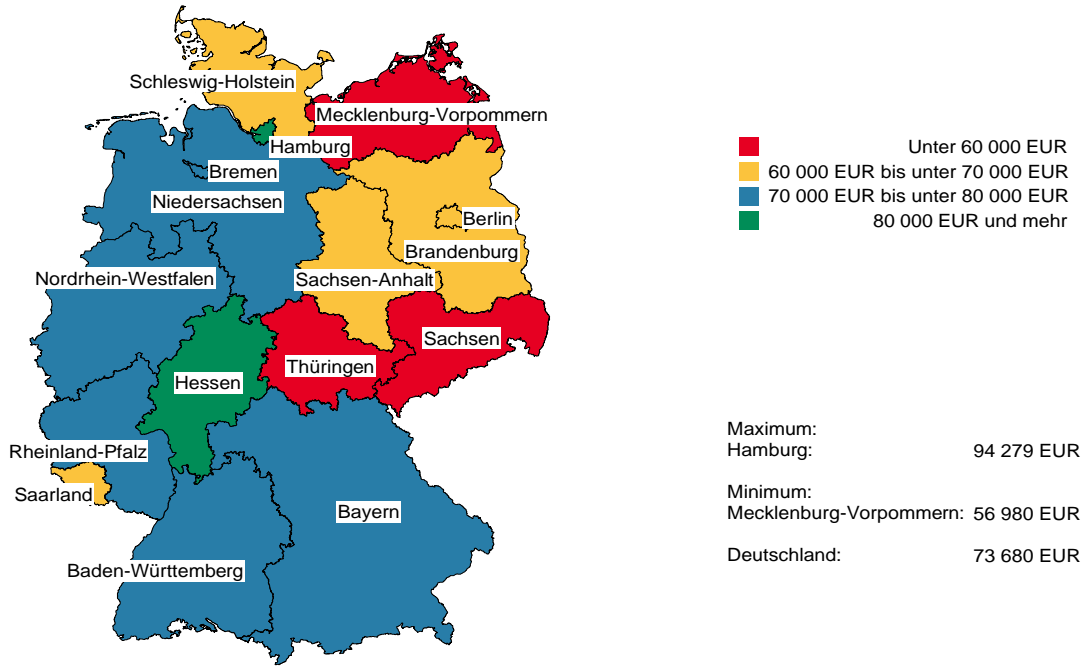 Schleswig-Holstein
Mecklenburg-Vorpommern
Hamburg
Bremen
Niedersachsen
Berlin
Brandenburg
Nordrhein-Westfalen
Sachsen-Anhalt
Sachsen
Thüringen
Hessen
Rheinland-Pfalz
Saarland
Bayern
Baden-Württemberg
Unter 60 000 EUR
60 000 EUR bis unter 70 000 EUR
70 000 EUR bis unter 80 000 EUR
80 000 EUR und mehr
Maximum:
Hamburg: 94 279 EUR
Minimum:
Mecklenburg-Vorpommern: 56 980 EUR
Deutschland: 73 680 EUR